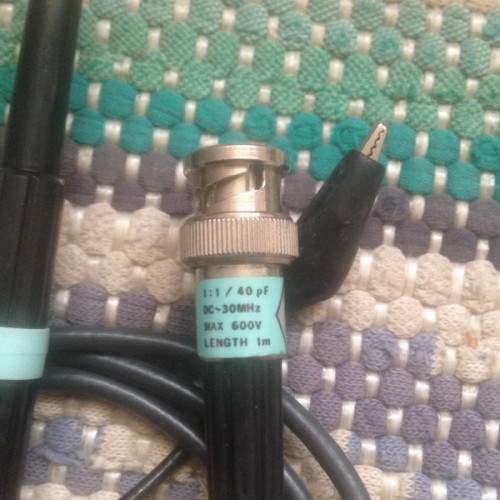 1:1 / 40 pF
DC~30MHz
MAX 600V
LENGTH 1m